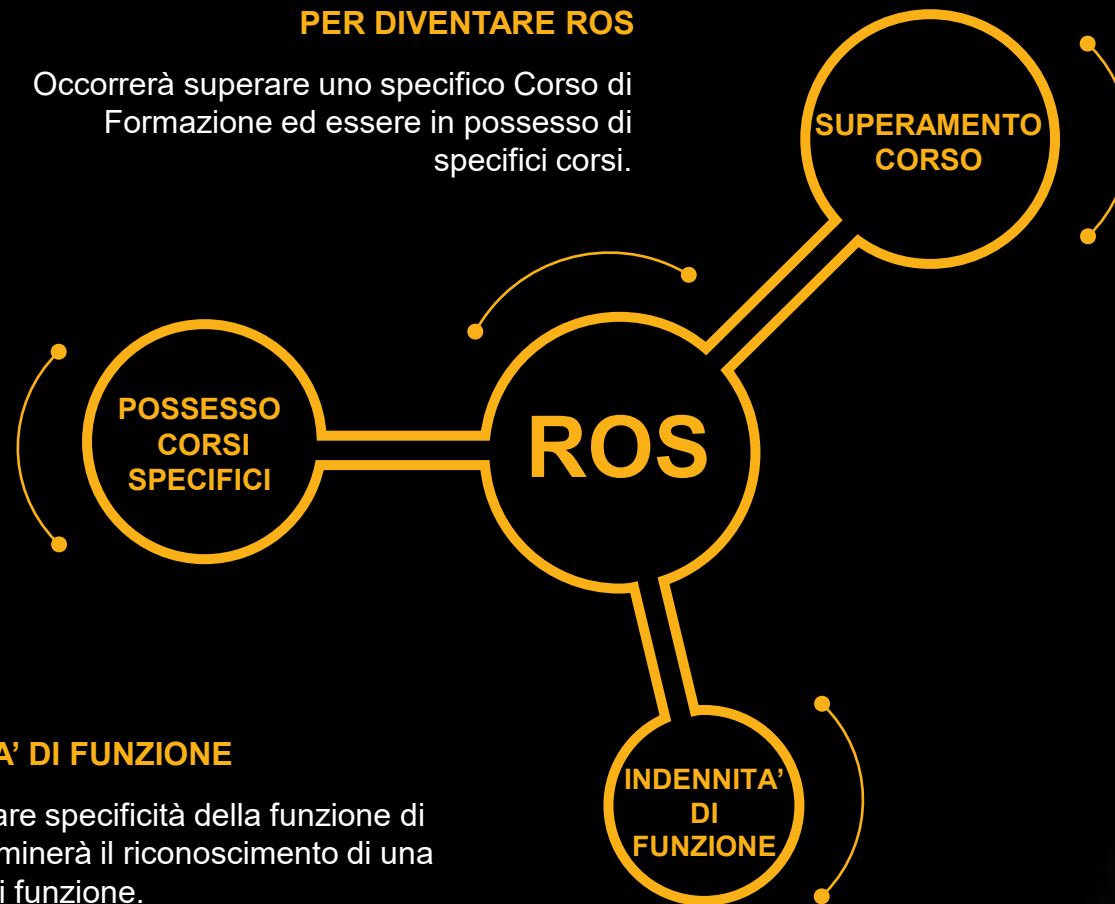 PER DIVENTARE ROS
Occorrerà superare uno specifico Corso di
Formazione ed essere in possesso di
specifici corsi.
SUPERAMENTO
CORSO
POSSESSO
CORSI
SPECIFICI
ROS
A’ DI FUNZIONE
are specificità della funzione di
minerà il riconoscimento di una
i funzione.
INDENNITA’
DI
FUNZIONE